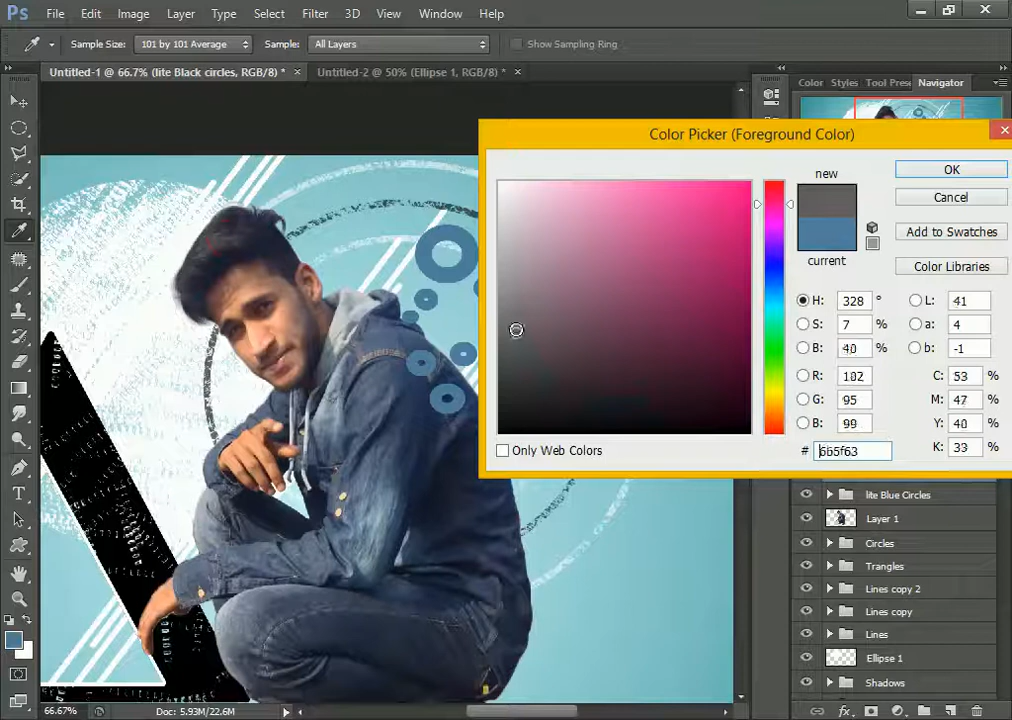 Ps File Edit Image Layer Type Select Filter 3D View Window Help
Sample Size: 101 by 101 Average Sample: All Layers Show Sampling Ring
Untitled-1 @ 66.7% (lite Black circles, RGB/8) * × Untitled-2 @ 50% (Ellipse 1, RGB/8) * ×
Color Styles Tool Prese Navigator
Color Picker (Foreground Color)
new
current
OK
Cancel
Add to Swatches
Color Libraries
H: 328 °
S: 7 %
B: 40 %
R: 102
G: 95
B: 99
# 6b5f63
L: 41
a: 4
b: -1
C: 53 %
M: 47 %
Y: 40 %
K: 33 %
Only Web Colors
lite Blue Circles
Layer 1
Circles
Trangles
Lines copy 2
Lines copy
Lines
Ellipse 1
Shadows
fx
T
66.67% Doc: 5.93M/22.6M